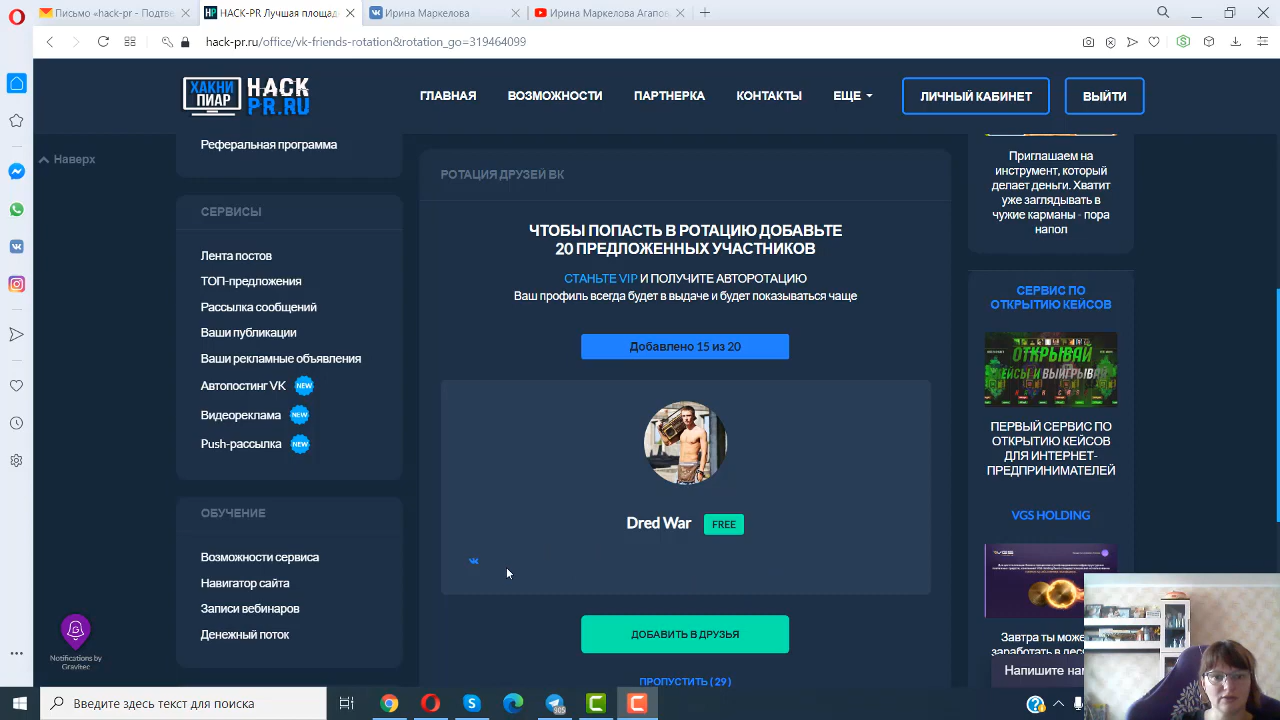 Письмо «hack-pr - Подтв
HACK-PR Лучшая площад
Ирина Маркелова
Ирина Маркелова Агапов
hack-pr.ru/office/vk-friends-rotation&rotation_go=319464099
ХАКНИ ПИАР HACK PR.RU
ГЛАВНАЯ
ВОЗМОЖНОСТИ
ПАРТНЕРКА
КОНТАКТЫ
ЕЩЕ
ЛИЧНЫЙ КАБИНЕТ
ВЫЙТИ
Наверх
Реферальная программа
СЕРВИСЫ
Лента постов
ТОП-предложения
Рассылка сообщений
Ваши публикации
Ваши рекламные объявления
Автопостинг VK NEW
Видеореклама NEW
Push-рассылка NEW
ОБУЧЕНИЕ
Возможности сервиса
Навигатор сайта
Записи вебинаров
Денежный поток
Notifications by
Gravitec
РОТАЦИЯ ДРУЗЕЙ ВК
ЧТОБЫ ПОПАСТЬ В РОТАЦИЮ ДОБАВЬТЕ
20 ПРЕДЛОЖЕННЫХ УЧАСТНИКОВ
СТАНЬТЕ VIP И ПОЛУЧИТЕ АВТОРОТАЦИЮ
Ваш профиль всегда будет в выдаче и будет показываться чаще
Добавлено 15 из 20
Dred War FREE
ДОБАВИТЬ В ДРУЗЬЯ
ПРОПУСТИТЬ ( 29 )
Приглашаем на
инструмент, который
делает деньги. Хватит
уже заглядывать в
чужие карманы - пора
напол
СЕРВИС ПО
ОТКРЫТИЮ КЕЙСОВ
ОТКРЫВАЙ
КЕЙСЫ И ВЫИГРЫВАЙ
ПЕРВЫЙ СЕРВИС ПО
ОТКРЫТИЮ КЕЙСОВ
ДЛЯ ИНТЕРНЕТ-
ПРЕДПРИНИМАТЕЛЕЙ
VGS HOLDING
VGS
Завтра ты може
заработать в дес
Напишите нам
Введите здесь текст для поиска
905